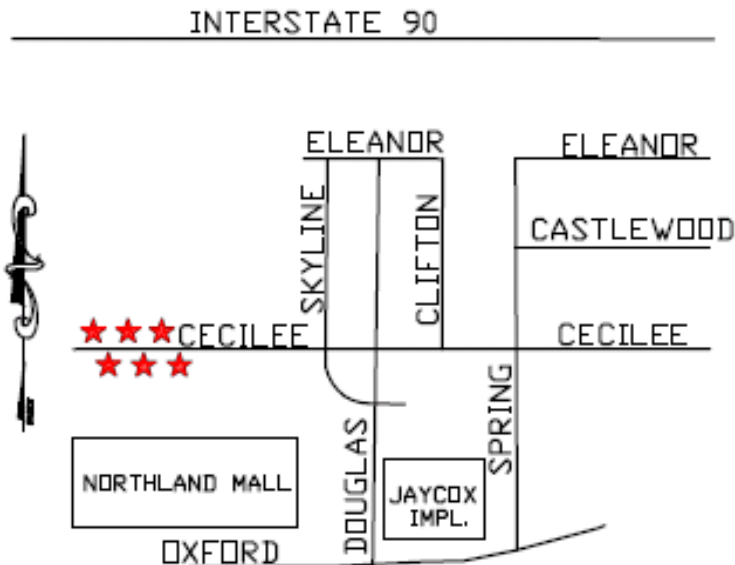 INTERSTATE 90
ELEANOR
ELEANOR
SKYLINE
CLIFTON
CASTLEWOOD
CECILEE
CECILEE
SPRING
DOUGLAS
NORTHLAND MALL
JAYCOX
IMPL.
OXFORD